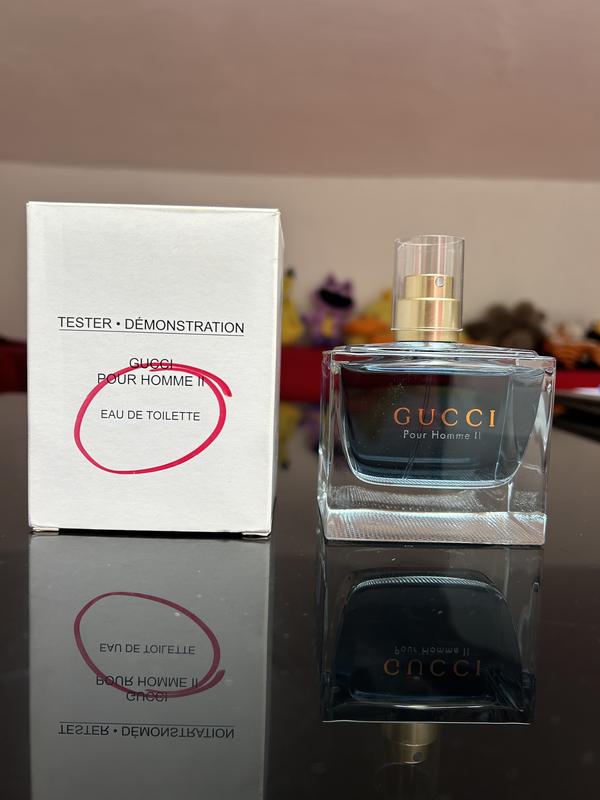 TESTER • DÉMONSTRATION
GUCCI
POUR HOMME II
EAU DE TOILETTE
GUCCI
Pour Homme II